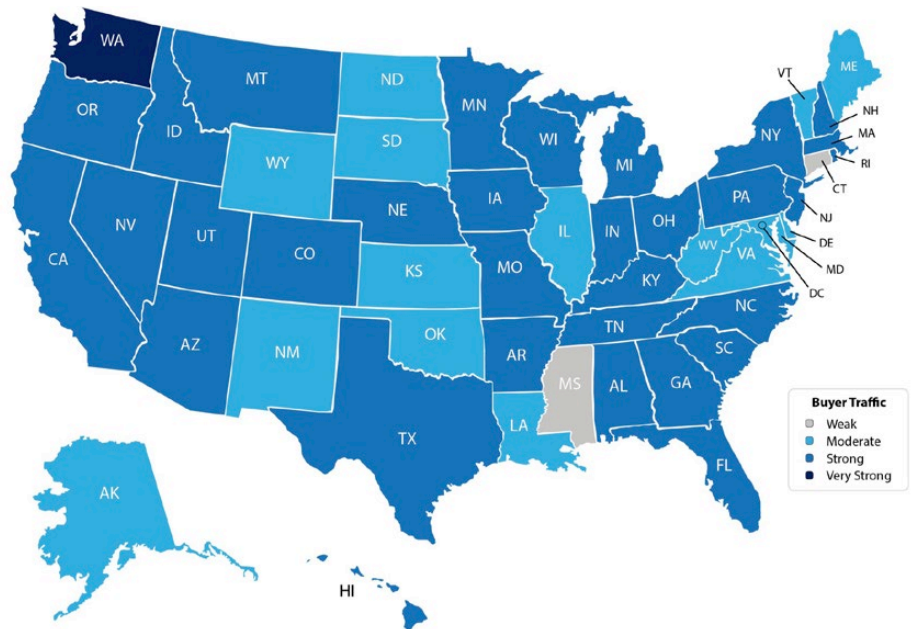 WA
MT
ND
MN
ME
VT
OR
ID
SD
WI
NH
MA
NY
WY
MI
RI
CT
PA
IA
NE
NJ
NV
OH
IL
IN
UT
DE
CO
WV
VA
MD
CA
KS
MO
KY
DC
NC
TN
OK
AZ
NM
AR
SC
MS
AL
GA
Buyer Traffic
Weak
Moderate
Strong
Very Strong
LA
TX
FL
AK
HI